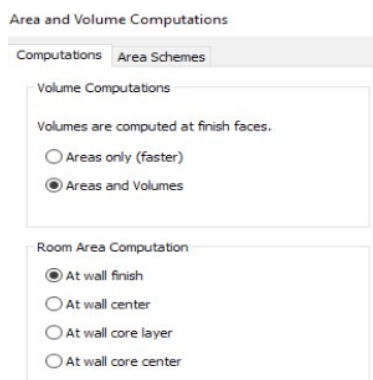 Area and Volume Computations
Computations Area Schemes
Volume Computations
Volumes are computed at finish faces.
Areas only (faster)
Areas and Volumes
Room Area Computation
At wall finish
At wall center
At wall core layer
At wall core center